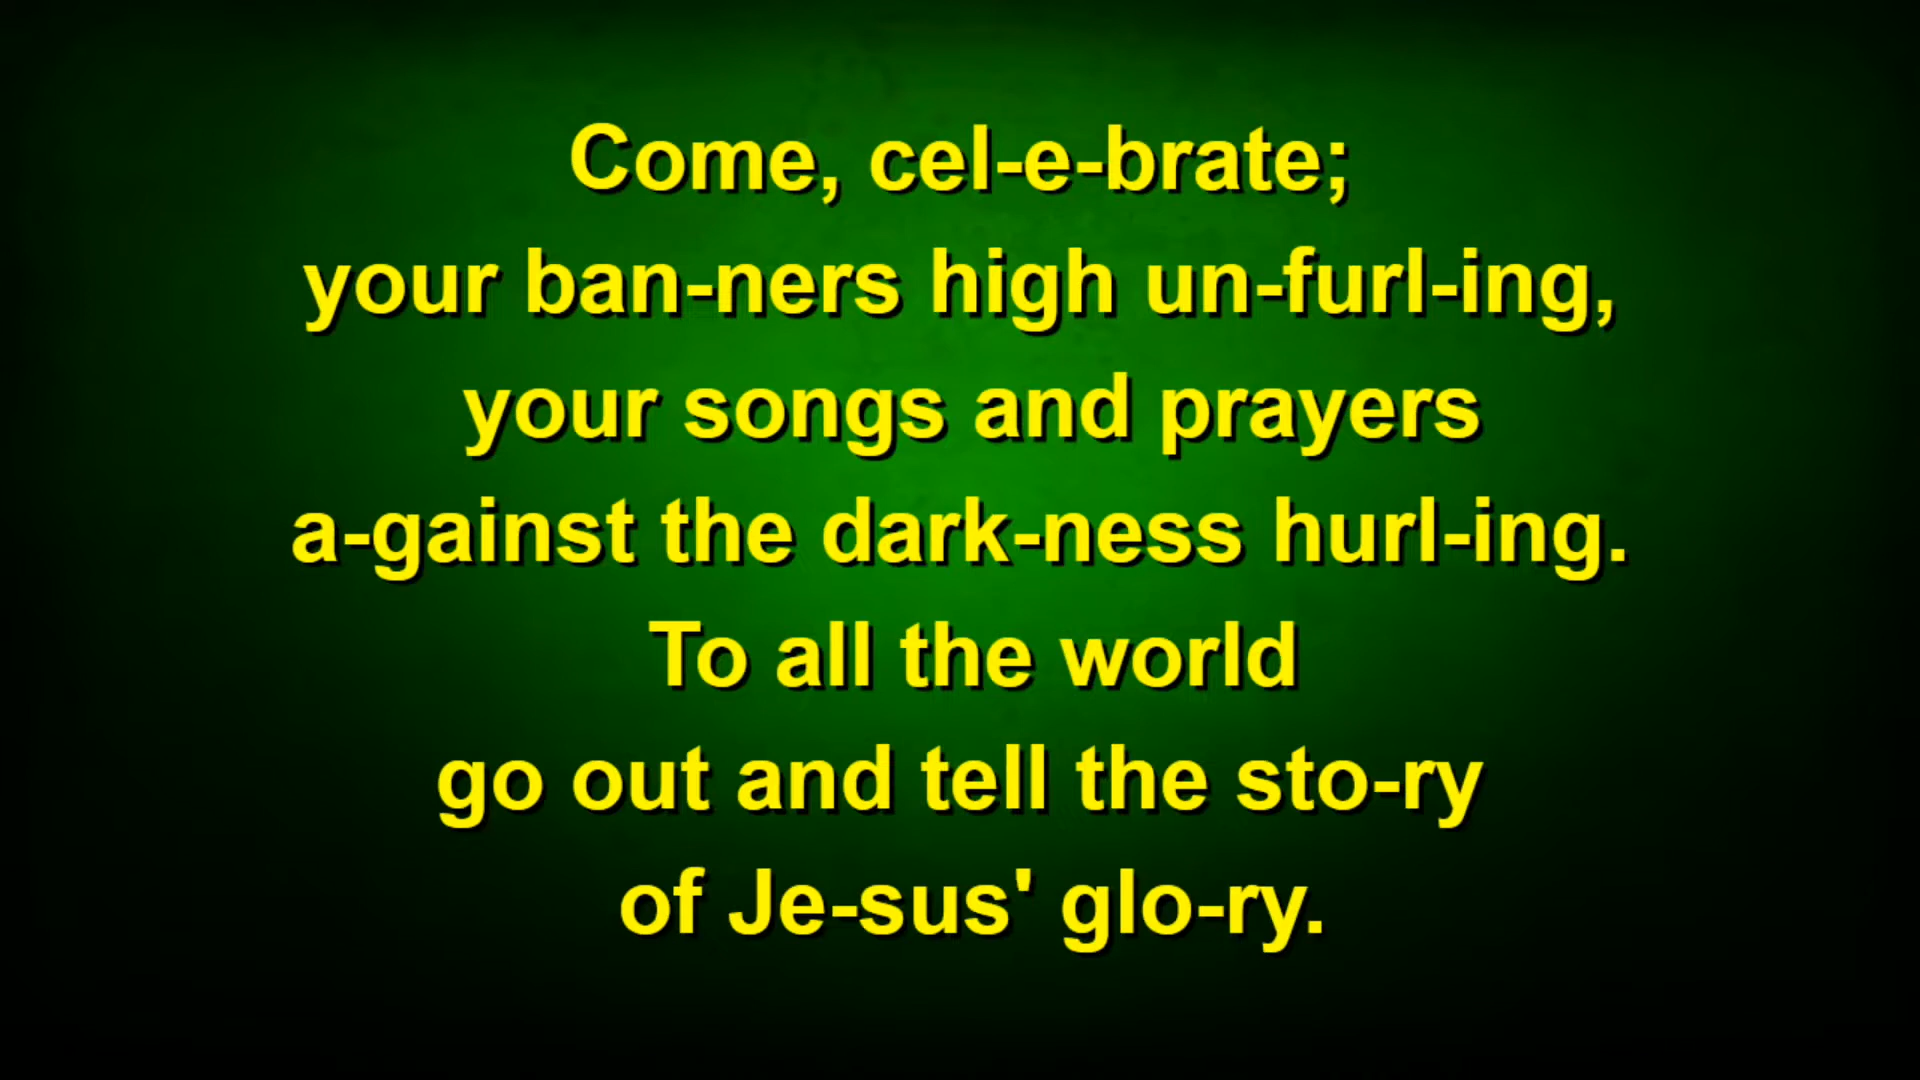 Come, cel-e-brate;
your ban-ners high un-furl-ing,
your songs and prayers
a-gainst the dark-ness hurl-ing.
To all the world
go out and tell the sto-ry
of Je-sus' glo-ry.